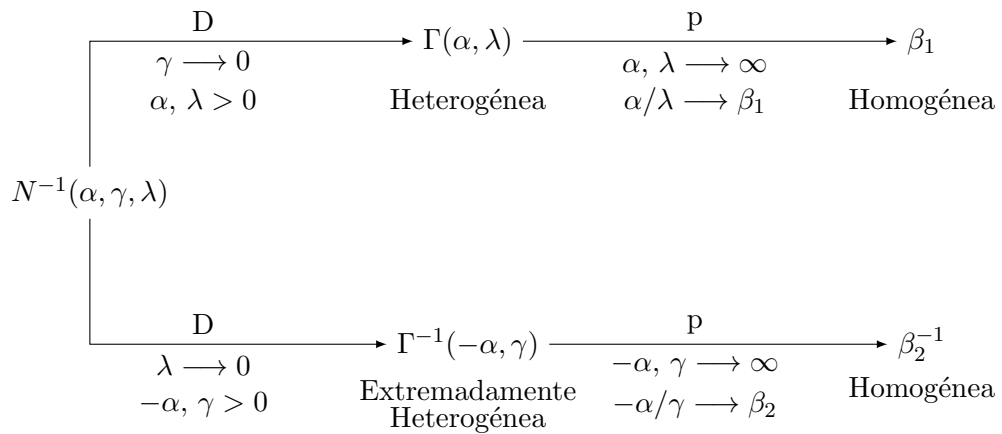 D
p
Γ(α, λ)
β₁
γ ⟶ 0
α, λ > 0
α, λ ⟶ ∞
α/λ ⟶ β₁
Heterogénea
Homogénea
N⁻¹(α, γ, λ)
D
p
Γ⁻¹(−α, γ)
β₂⁻¹
λ ⟶ 0
−α, γ > 0
−α, γ ⟶ ∞
−α/γ ⟶ β₂
Extremadamente
Heterogénea
Homogénea